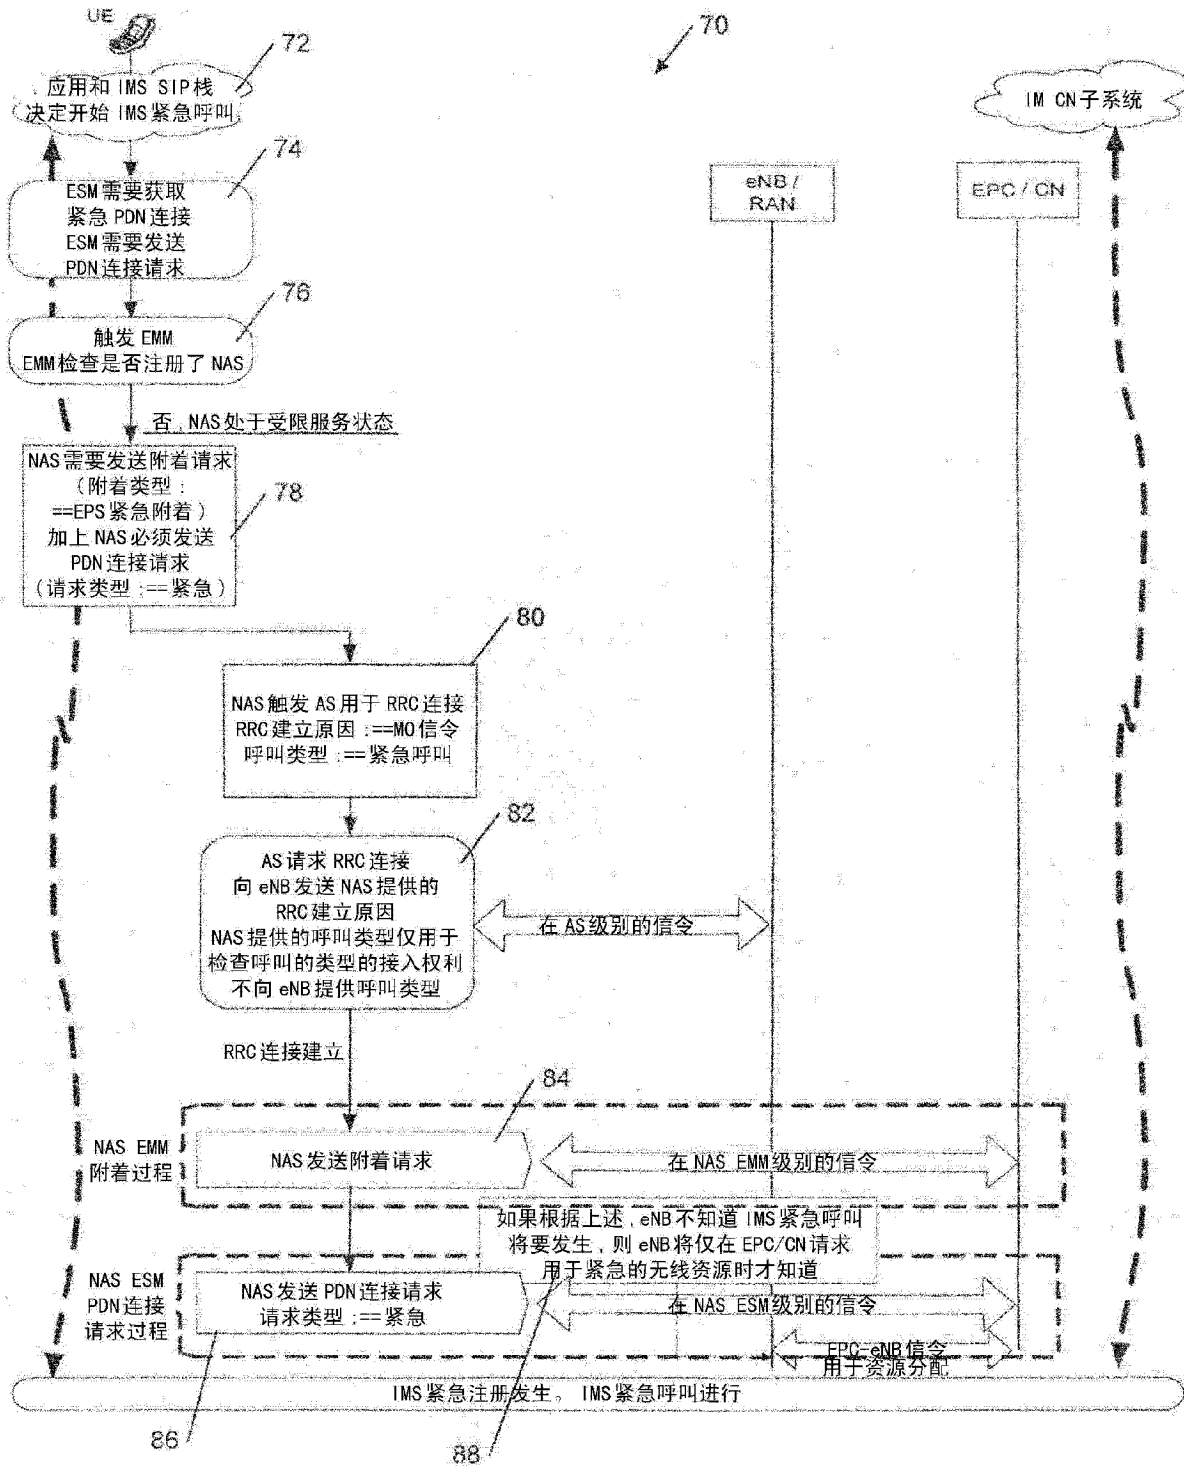 UE
70
72
应用和 IMS SIP栈
决定开始 IMS紧急呼叫
IM CN子系统
74
ESM需要获取
紧急 PDN连接
ESM需要发送
PDN连接请求
eNB /
RAN
EPC / CN
76
触发 EMM
EMM检查是否注册了 NAS
否，NAS处于受限服务状态
NAS需要发送附着请求
（附着类型：
==EPS紧急附着）
加上 NAS必须发送
PDN连接请求
（请求类型：==紧急）
78
80
NAS触发 AS用于 RRC连接
RRC建立原因：==MO信令
呼叫类型：==紧急呼叫
82
AS请求 RRC连接
向 eNB发送 NAS提供的
RRC建立原因
NAS提供的呼叫类型仅用于
检查呼叫的类型的接入权利
不向 eNB提供呼叫类型
在 AS级别的信令
RRC连接建立
84
NAS EMM
附着过程
NAS发送附着请求
在 NAS EMM级别的信令
如果根据上述，eNB不知道 IMS紧急呼叫
将要发生，则 eNB将仅在 EPC/CN请求
用于紧急的无线资源时才知道
NAS ESM
PDN连接
请求过程
NAS发送 PDN连接请求
请求类型：==紧急
在 NAS ESM级别的信令
EPC-eNB信令
用于资源分配
IMS紧急注册发生。IMS紧急呼叫进行
86
88